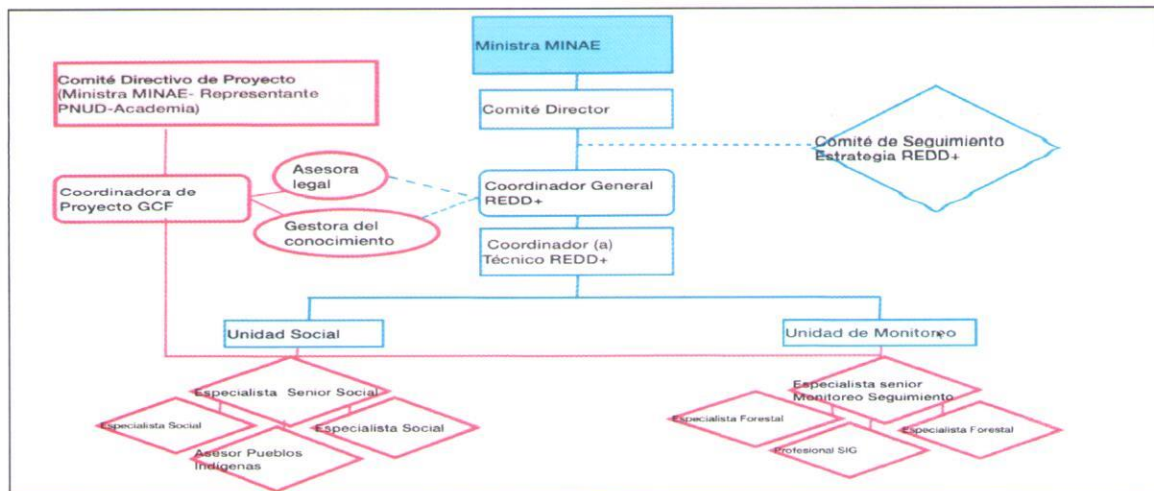 Ministra MINAE
Comité Directivo de Proyecto
(Ministra MINAE- Representante
PNUD-Academia)
Comité Director
Comité de Seguimiento
Estrategia REDD+
Asesora
legal
Coordinadora de
Proyecto GCF
Coordinador General
REDD+
Gestora del
conocimiento
Coordinador (a)
Técnico REDD+
Unidad Social
Unidad de Monitoreo
Especialista Senior Social
Especialista Social
Especialista Social
Asesor Pueblos
Indígenas
Especialista senior
Monitoreo Seguimiento
Especialista Forestal
Especialista Forestal
Profesional SIG